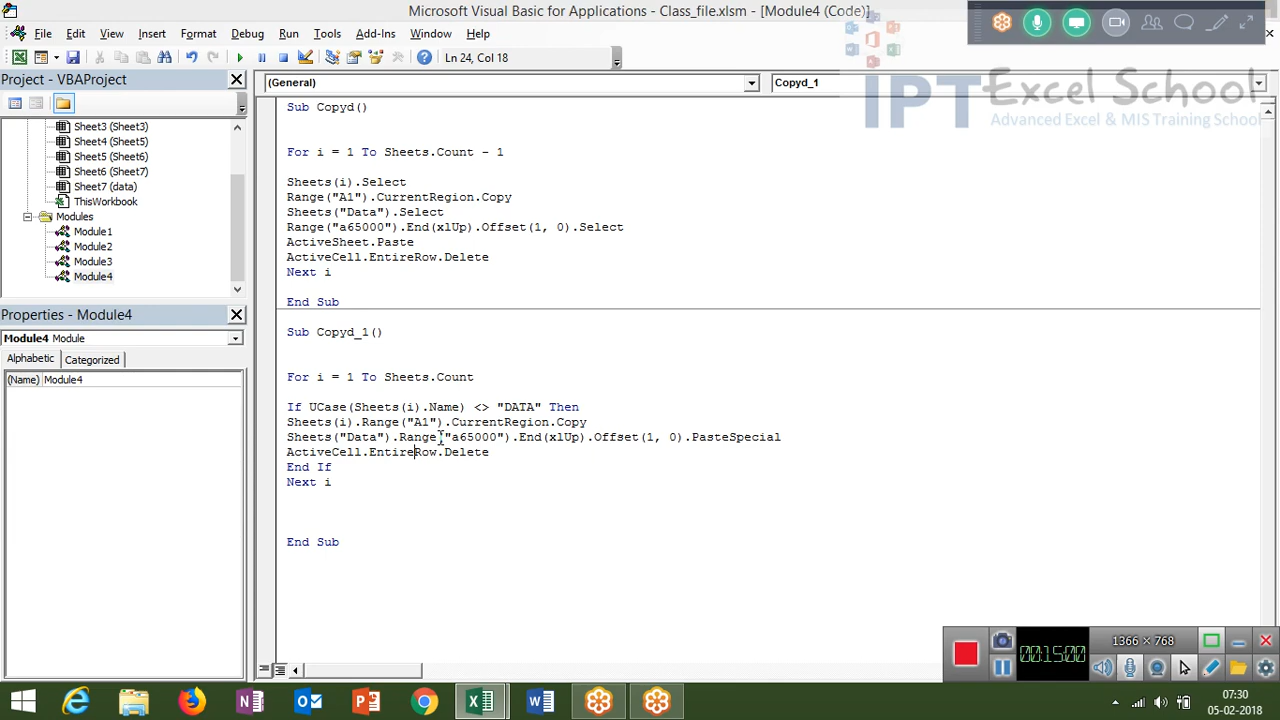 Microsoft Visual Basic for Applications - Class_file.xlsm - [Module4 (Code)]
File Edit View Insert Format Debug Run Tools Add-Ins Window Help
Ln 24, Col 18
IPT Excel School
Advanced Excel & MIS Training School
Project - VBAProject
(General)
Copyd_1
Sheet3 (Sheet3)
Sheet4 (Sheet5)
Sheet5 (Sheet6)
Sheet6 (Sheet7)
Sheet7 (data)
ThisWorkbook
Modules
Module1
Module2
Module3
Module4
Properties - Module4
Module4 Module
Alphabetic Categorized
(Name) Module4
Sub Copyd()
For i = 1 To Sheets.Count - 1
Sheets(i).Select
Range("A1").CurrentRegion.Copy
Sheets("Data").Select
Range("a65000").End(xlUp).Offset(1, 0).Select
ActiveSheet.Paste
ActiveCell.EntireRow.Delete
Next i
End Sub
Sub Copyd_1()
For i = 1 To Sheets.Count
If UCase(Sheets(i).Name) <> "DATA" Then
Sheets(i).Range("A1").CurrentRegion.Copy
Sheets("Data").Range("a65000").End(xlUp).Offset(1, 0).PasteSpecial
ActiveCell.EntireRow.Delete
End If
Next i
End Sub
00:15:00
1366 × 768
07:30
05-02-2018